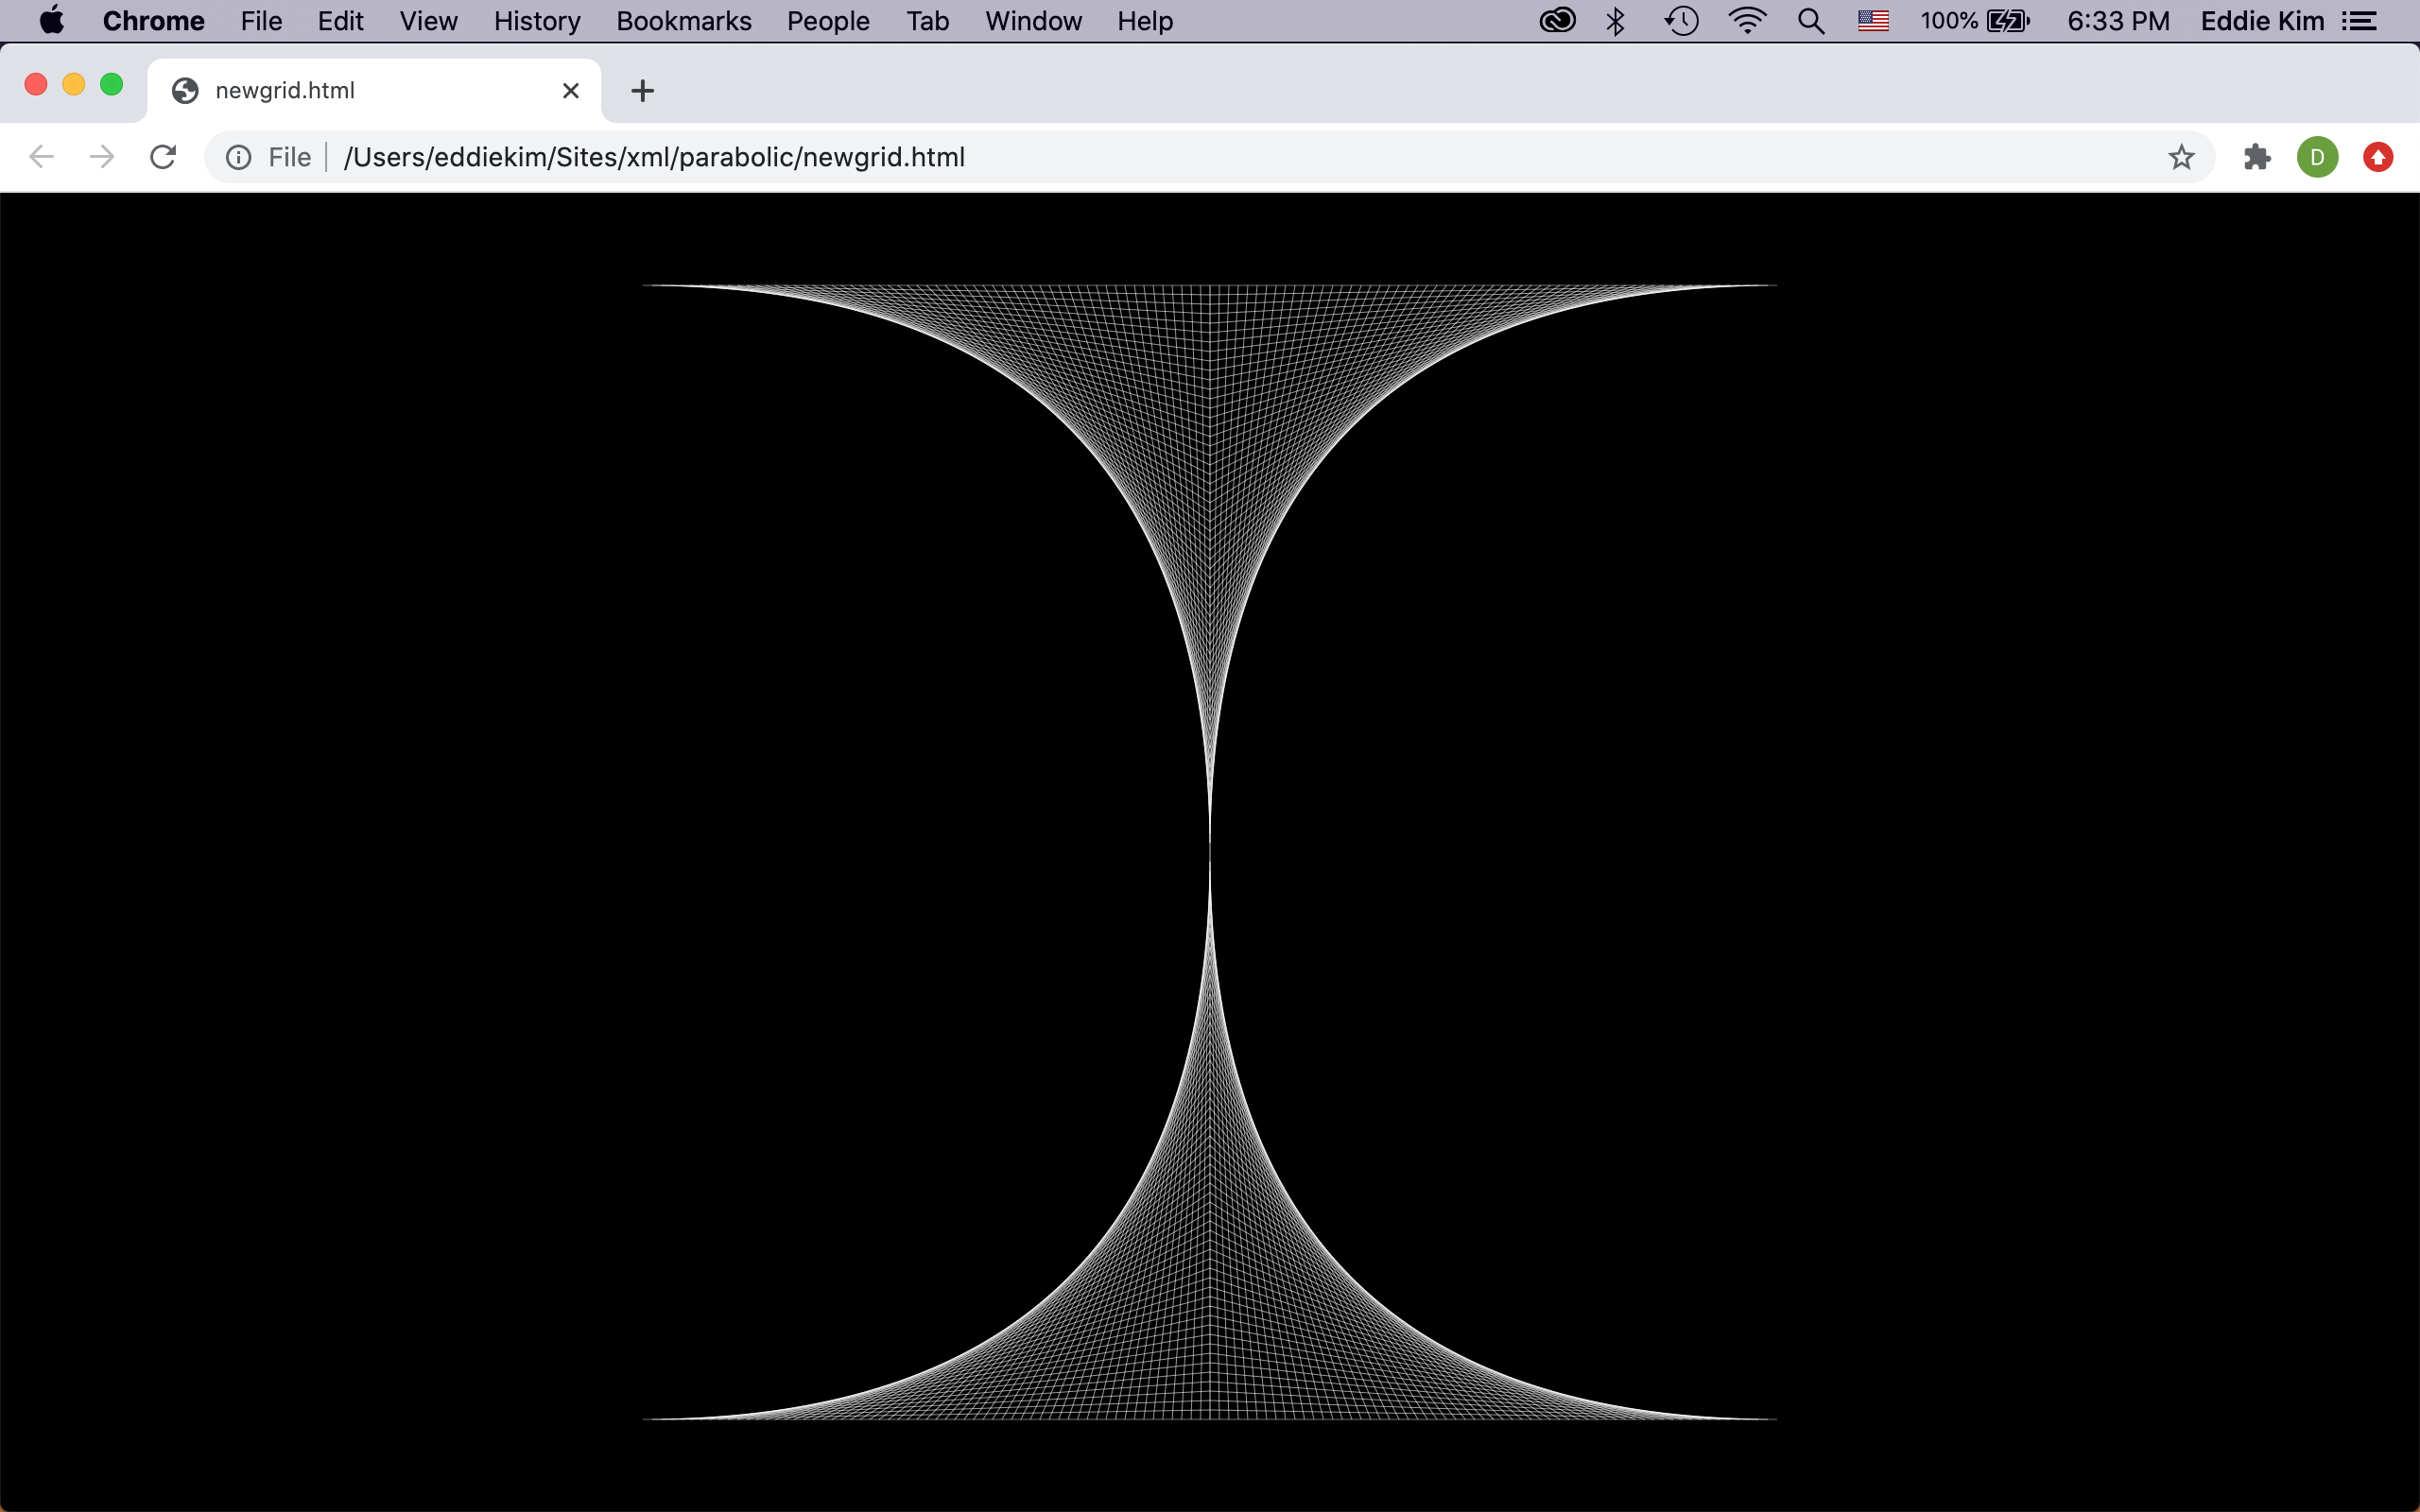 Chrome File Edit View History Bookmarks People Tab Window Help 100% 6:33 PM Eddie Kim
newgrid.html
File /Users/eddiekim/Sites/xml/parabolic/newgrid.html D